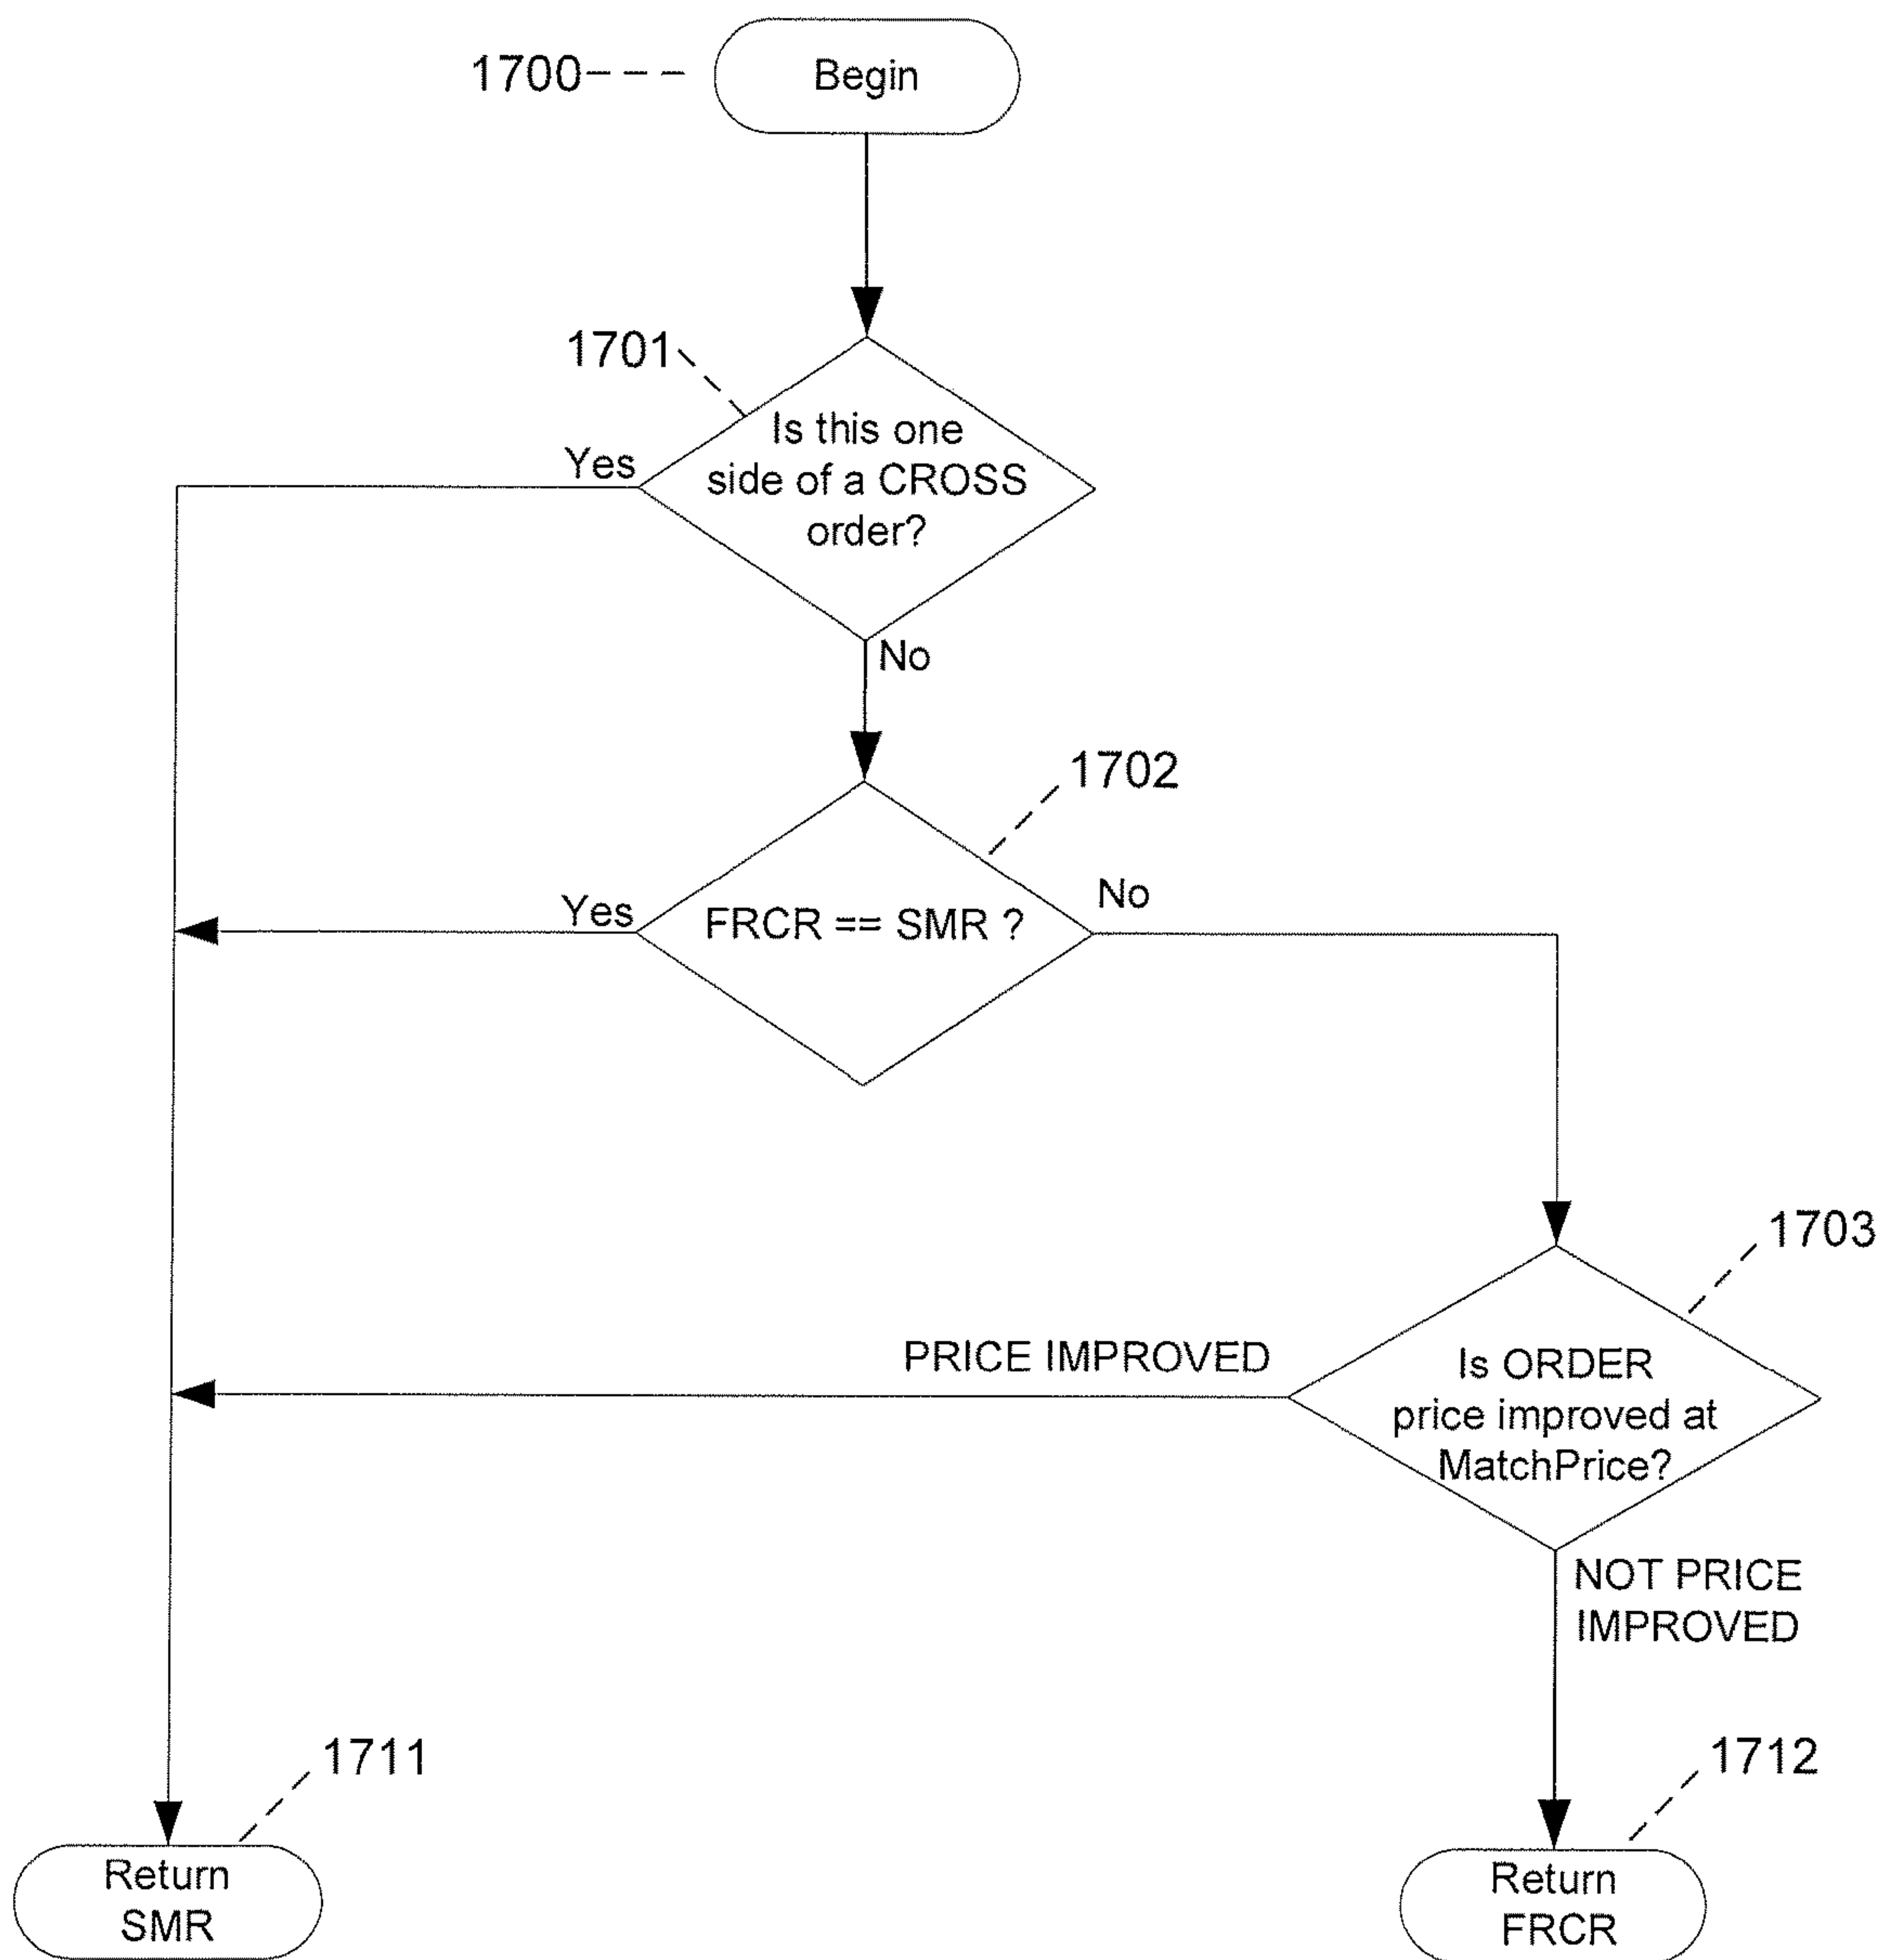 1700
Begin
1701
Is this one
side of a CROSS
order?
Yes
No
1702
FRCR == SMR ?
Yes
No
1703
Is ORDER
price improved at
MatchPrice?
PRICE IMPROVED
NOT PRICE
IMPROVED
1711
Return
SMR
1712
Return
FRCR